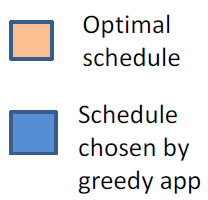 Optimal
schedule
Schedule
chosen by
greedy app